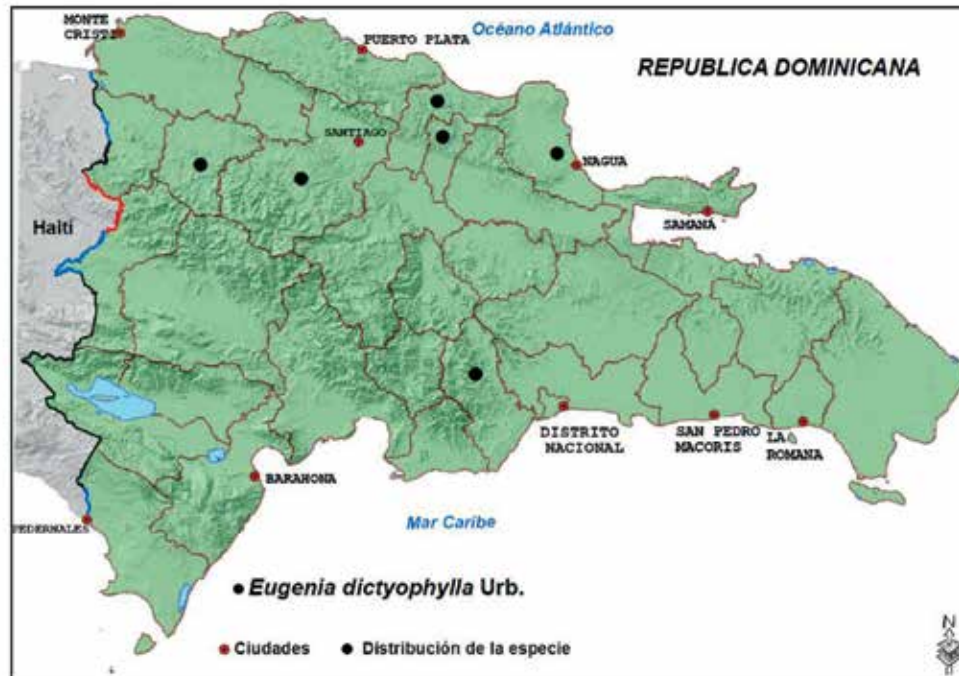 MONTE
CRISTI
PUERTO PLATA
Océano Atlántico
REPUBLICA DOMINICANA
SANTIAGO
NAGUA
SAMANÁ
Haití
DISTRITO
NACIONAL
SAN PEDRO
MACORIS
LA
ROMANA
BARAHONA
PEDERNALES
Mar Caribe
Eugenia dictyophylla Urb.
Ciudades
Distribución de la especie
N